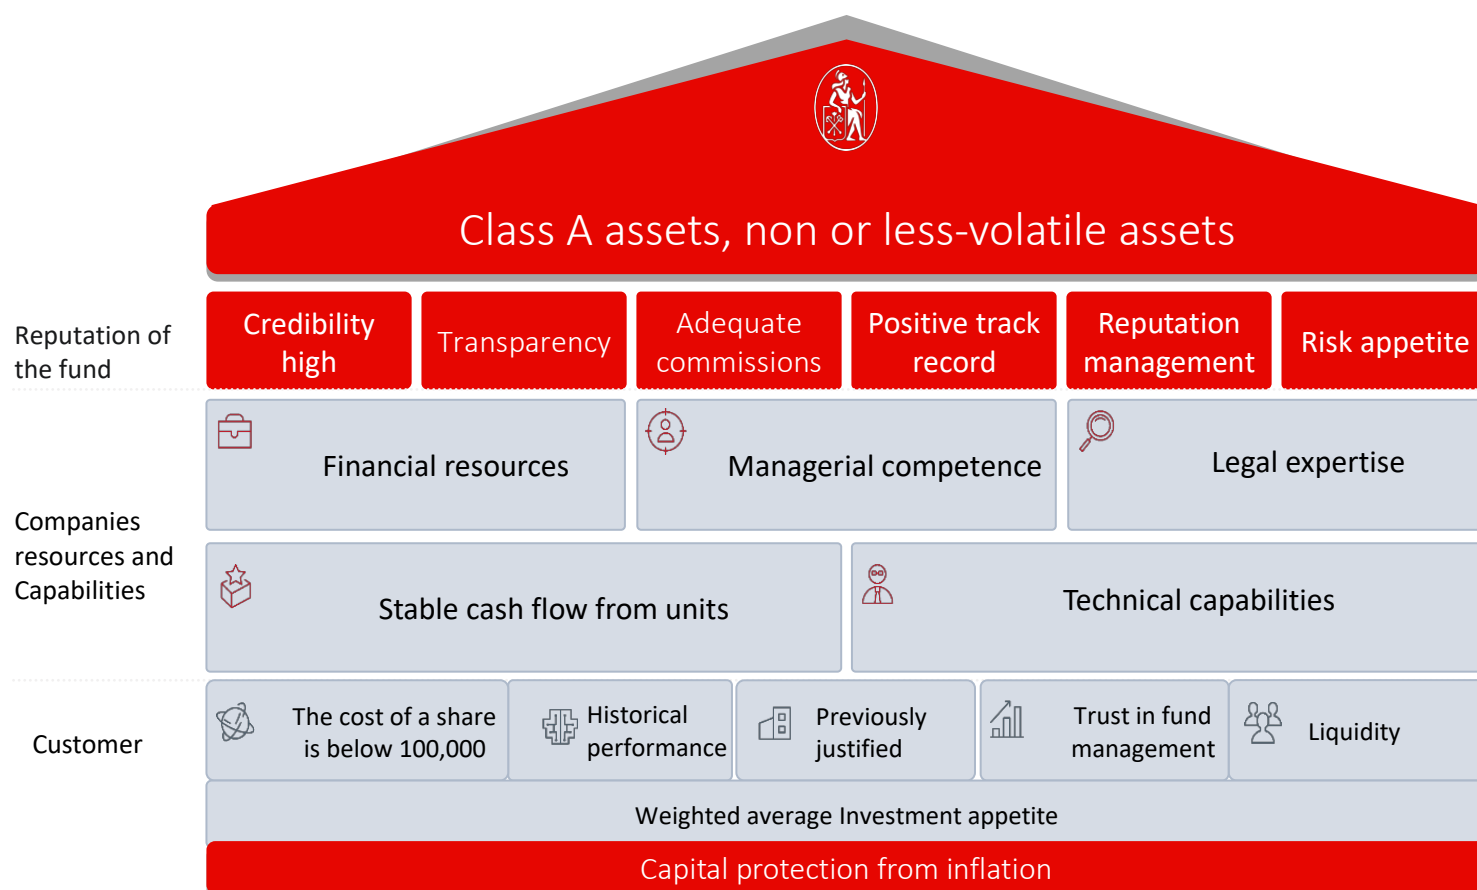 Class A assets, non or less-volatile assets
Reputation of
the fund
Credibility
high
Transparency
Adequate
commissions
Positive track
record
Reputation
management
Risk appetite
Companies
resources and
Capabilities
Financial resources
Managerial competence
Legal expertise
Stable cash flow from units
Technical capabilities
Customer
The cost of a share
is below 100,000
Historical
performance
Previously
justified
Trust in fund
management
Liquidity
Weighted average Investment appetite
Capital protection from inflation